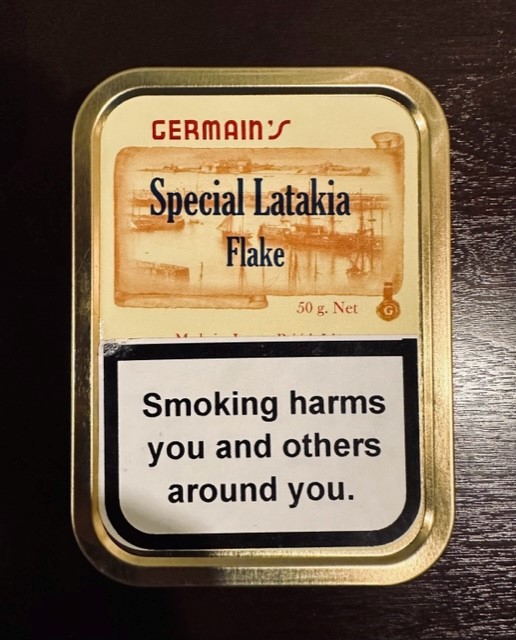 GERMAIN'S
Special Latakia
Flake
50 g. Net
G
Smoking harms
you and others
around you.